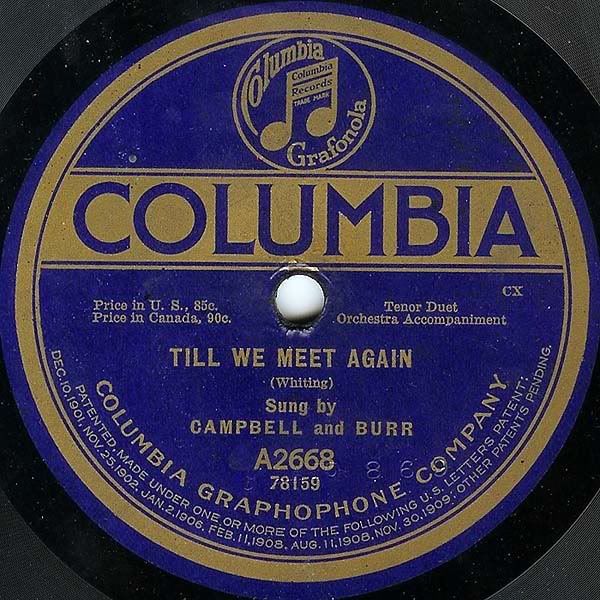 Columbia
Columbia
Records
TRADE MARK
Grafonola
COLUMBIA
CX
Price in U. S., 85c.
Price in Canada, 90c.
Tenor Duet
Orchestra Accompaniment
TILL WE MEET AGAIN
(Whiting)
Sung by
CAMPBELL and BURR
A2668
78159
COLUMBIA GRAPHOPHONE COMPANY
PATENTED, MADE UNDER ONE OR MORE OF THE FOLLOWING U.S. LETTERS PATENT:
DEC.10,1901, NOV.25,1902, JAN.2,1906. FEB.11,1908. AUG.11,1908. NOV.30,1909; OTHER PATENTS PENDING.